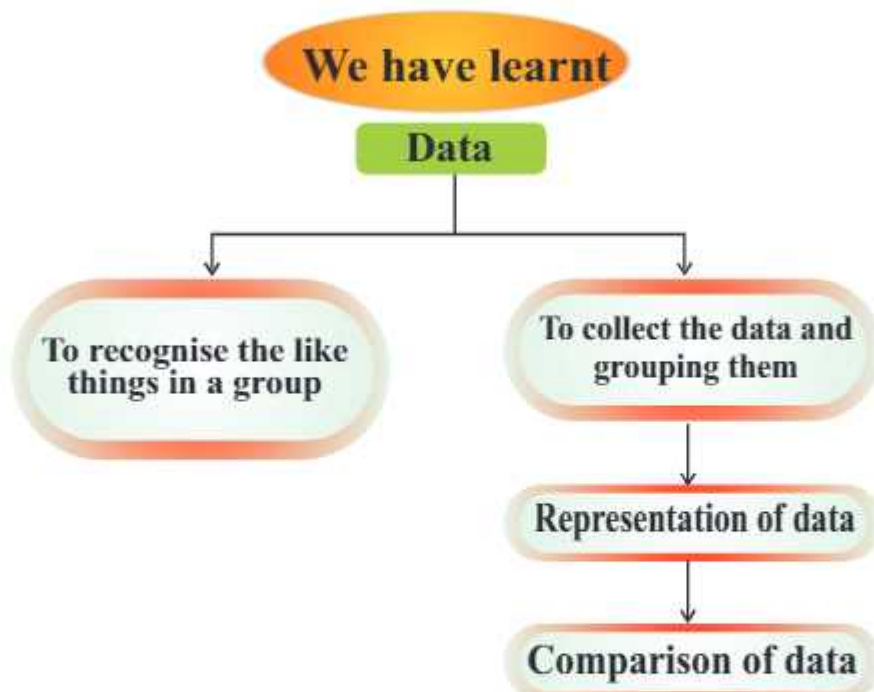 We have learnt
Data
To recognise the like
things in a group
To collect the data and
grouping them
Representation of data
Comparison of data